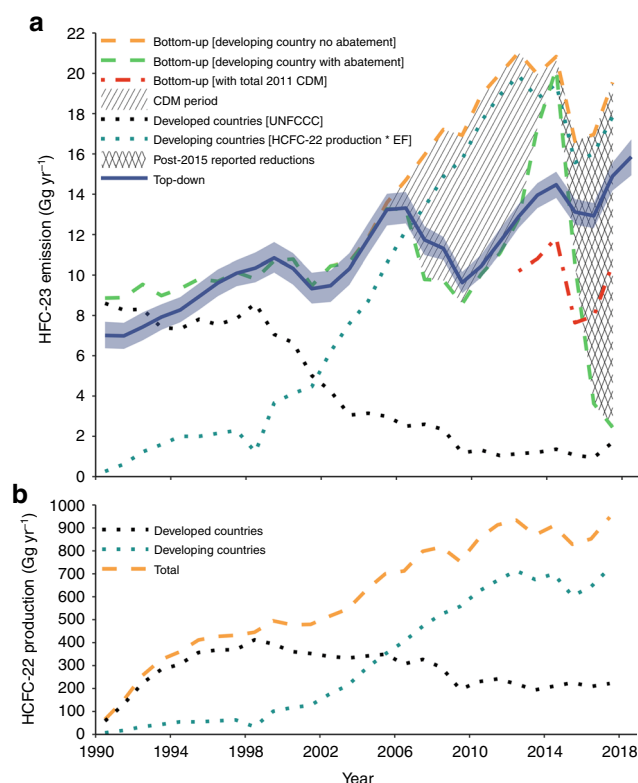 a
22
20
18
16
14
12
10
8
6
4
2
0
HFC-23 emission (Gg yr⁻¹)
Bottom-up [developing country no abatement]
Bottom-up [developing country with abatement]
Bottom-up [with total 2011 CDM]
CDM period
Developed countries [UNFCCC]
Developing countries [HCFC-22 production * EF]
Post-2015 reported reductions
Top-down
b
1000
900
800
700
600
500
400
300
200
100
0
HCFC-22 production (Gg yr⁻¹)
Developed countries
Developing countries
Total
1990 1994 1998 2002 2006 2010 2014 2018
Year